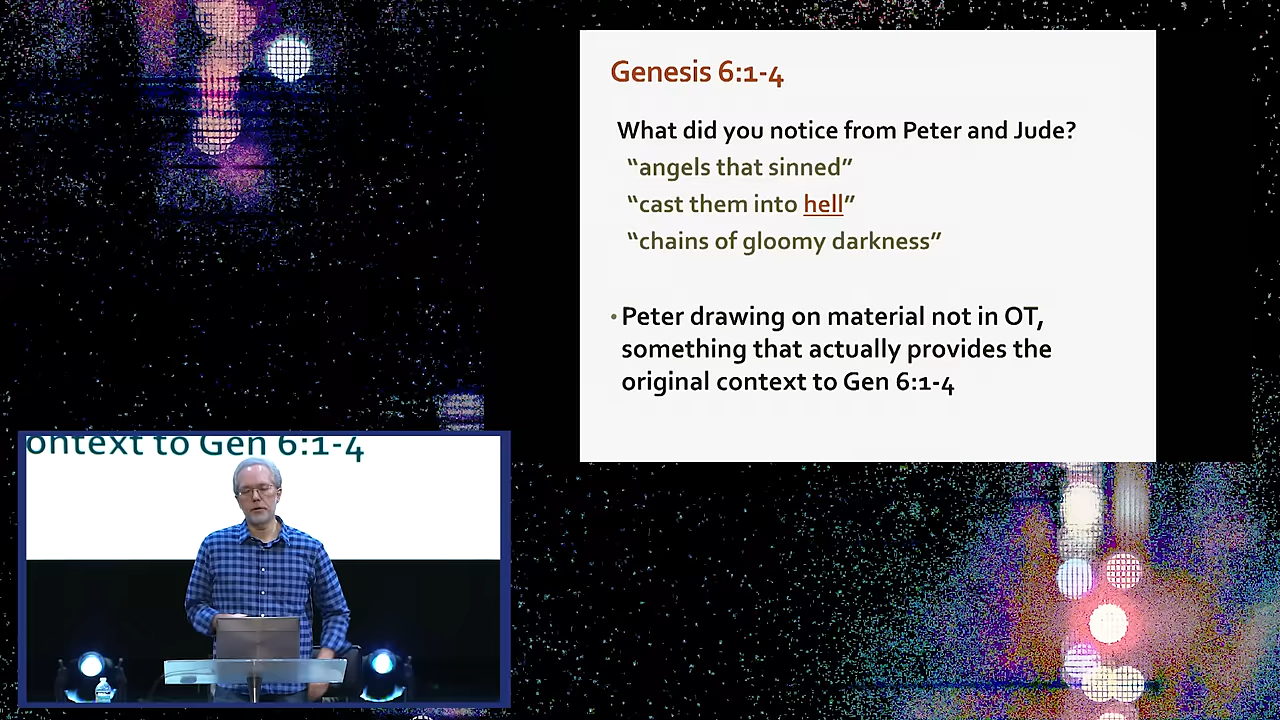 Genesis 6:1-4
What did you notice from Peter and Jude?
“angels that sinned”
“cast them into hell”
“chains of gloomy darkness”
• Peter drawing on material not in OT,
something that actually provides the
original context to Gen 6:1-4
ontext to Gen 6:1-4